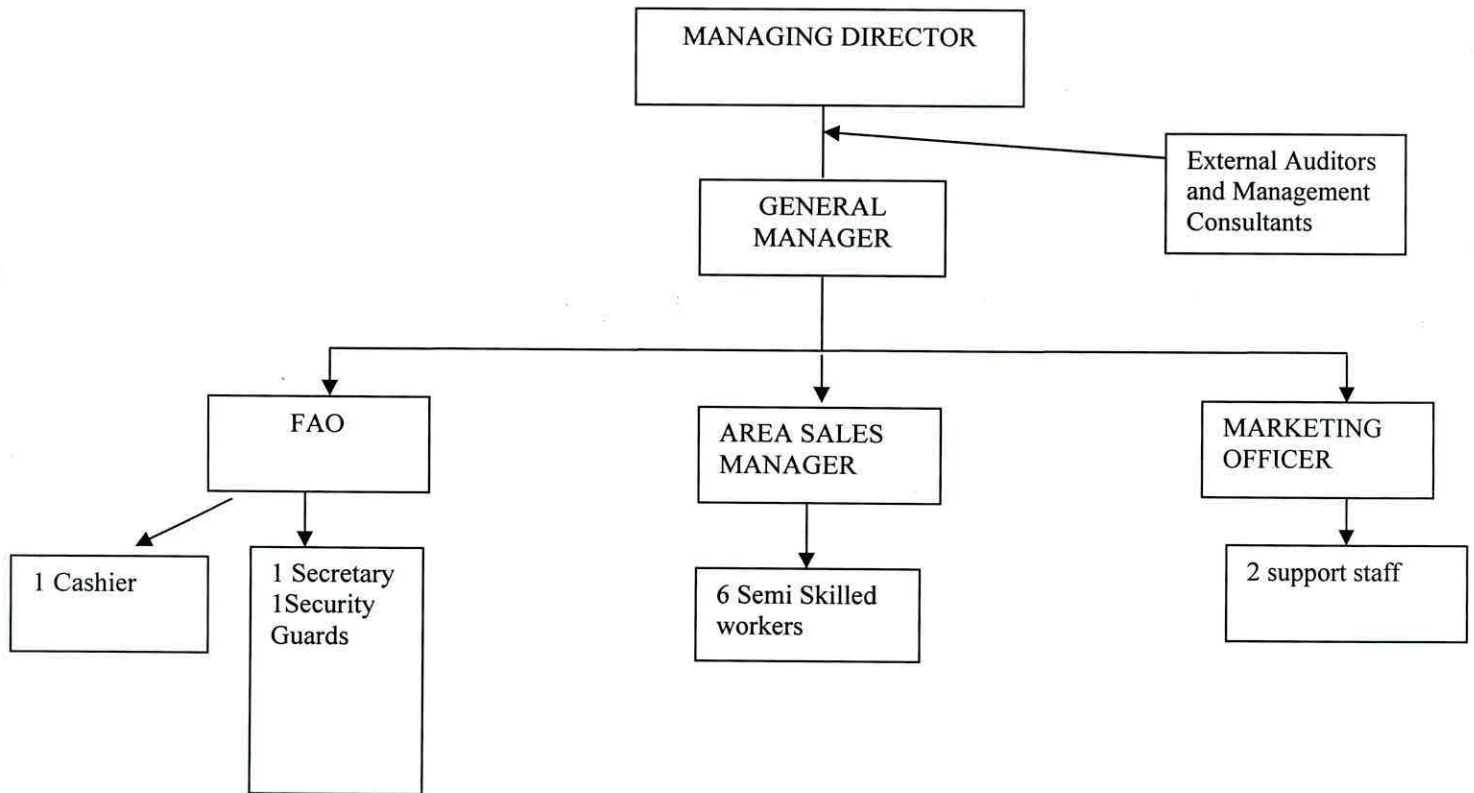 MANAGING DIRECTOR
External Auditors
and Management
Consultants
GENERAL
MANAGER
FAO
AREA SALES
MANAGER
MARKETING
OFFICER
1 Cashier
1 Secretary
1Security
Guards
6 Semi Skilled
workers
2 support staff